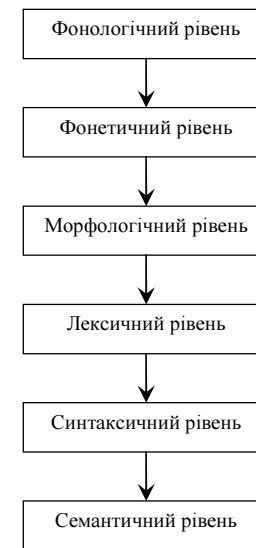 Фонологічний рівень
Фонетичний рівень
Морфологічний рівень
Лексичний рівень
Синтаксичний рівень
Семантичний рівень